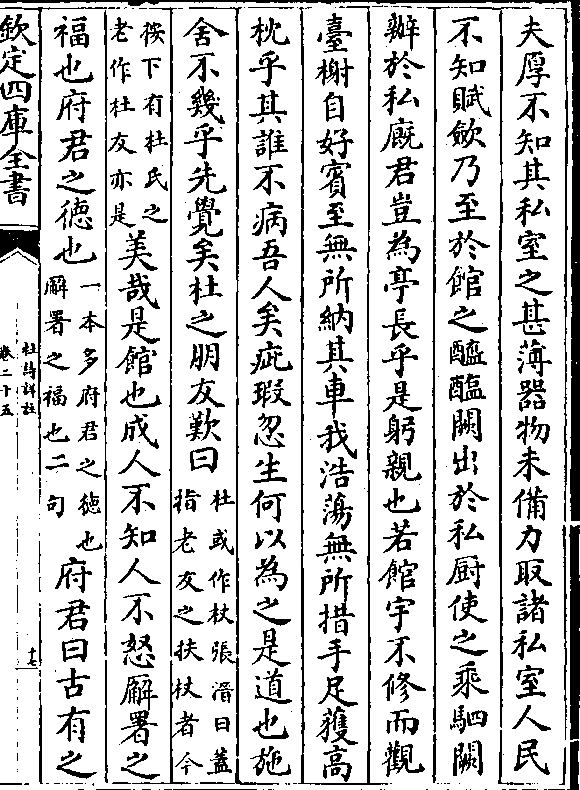 夫厚不知其私室之甚薄器物未備力取諸私室人民
不知賦斂乃至於館之醯醢闕出於私厨使之乘駟闕
辦於私廐君豈為亭長乎是躬親也若館宇不修而觀
臺榭自好賓至無所納其車我浩蕩無所措手足獲高
枕乎其誰不病吾人矣疵瑕忽生何以為之是道也施
舍不幾乎先覺矣杜之朋友歎曰杜或作杖張溍曰蓋
指老友之扶杖者今
按下有杜氏之
老作杜友亦是美哉是館也成人不知人不怒廨署之
福也府君之德也一本多府君之德也
廨署之福也二句府君曰古有之
欽定四庫全書
杜詩詳註
卷二十五
十七